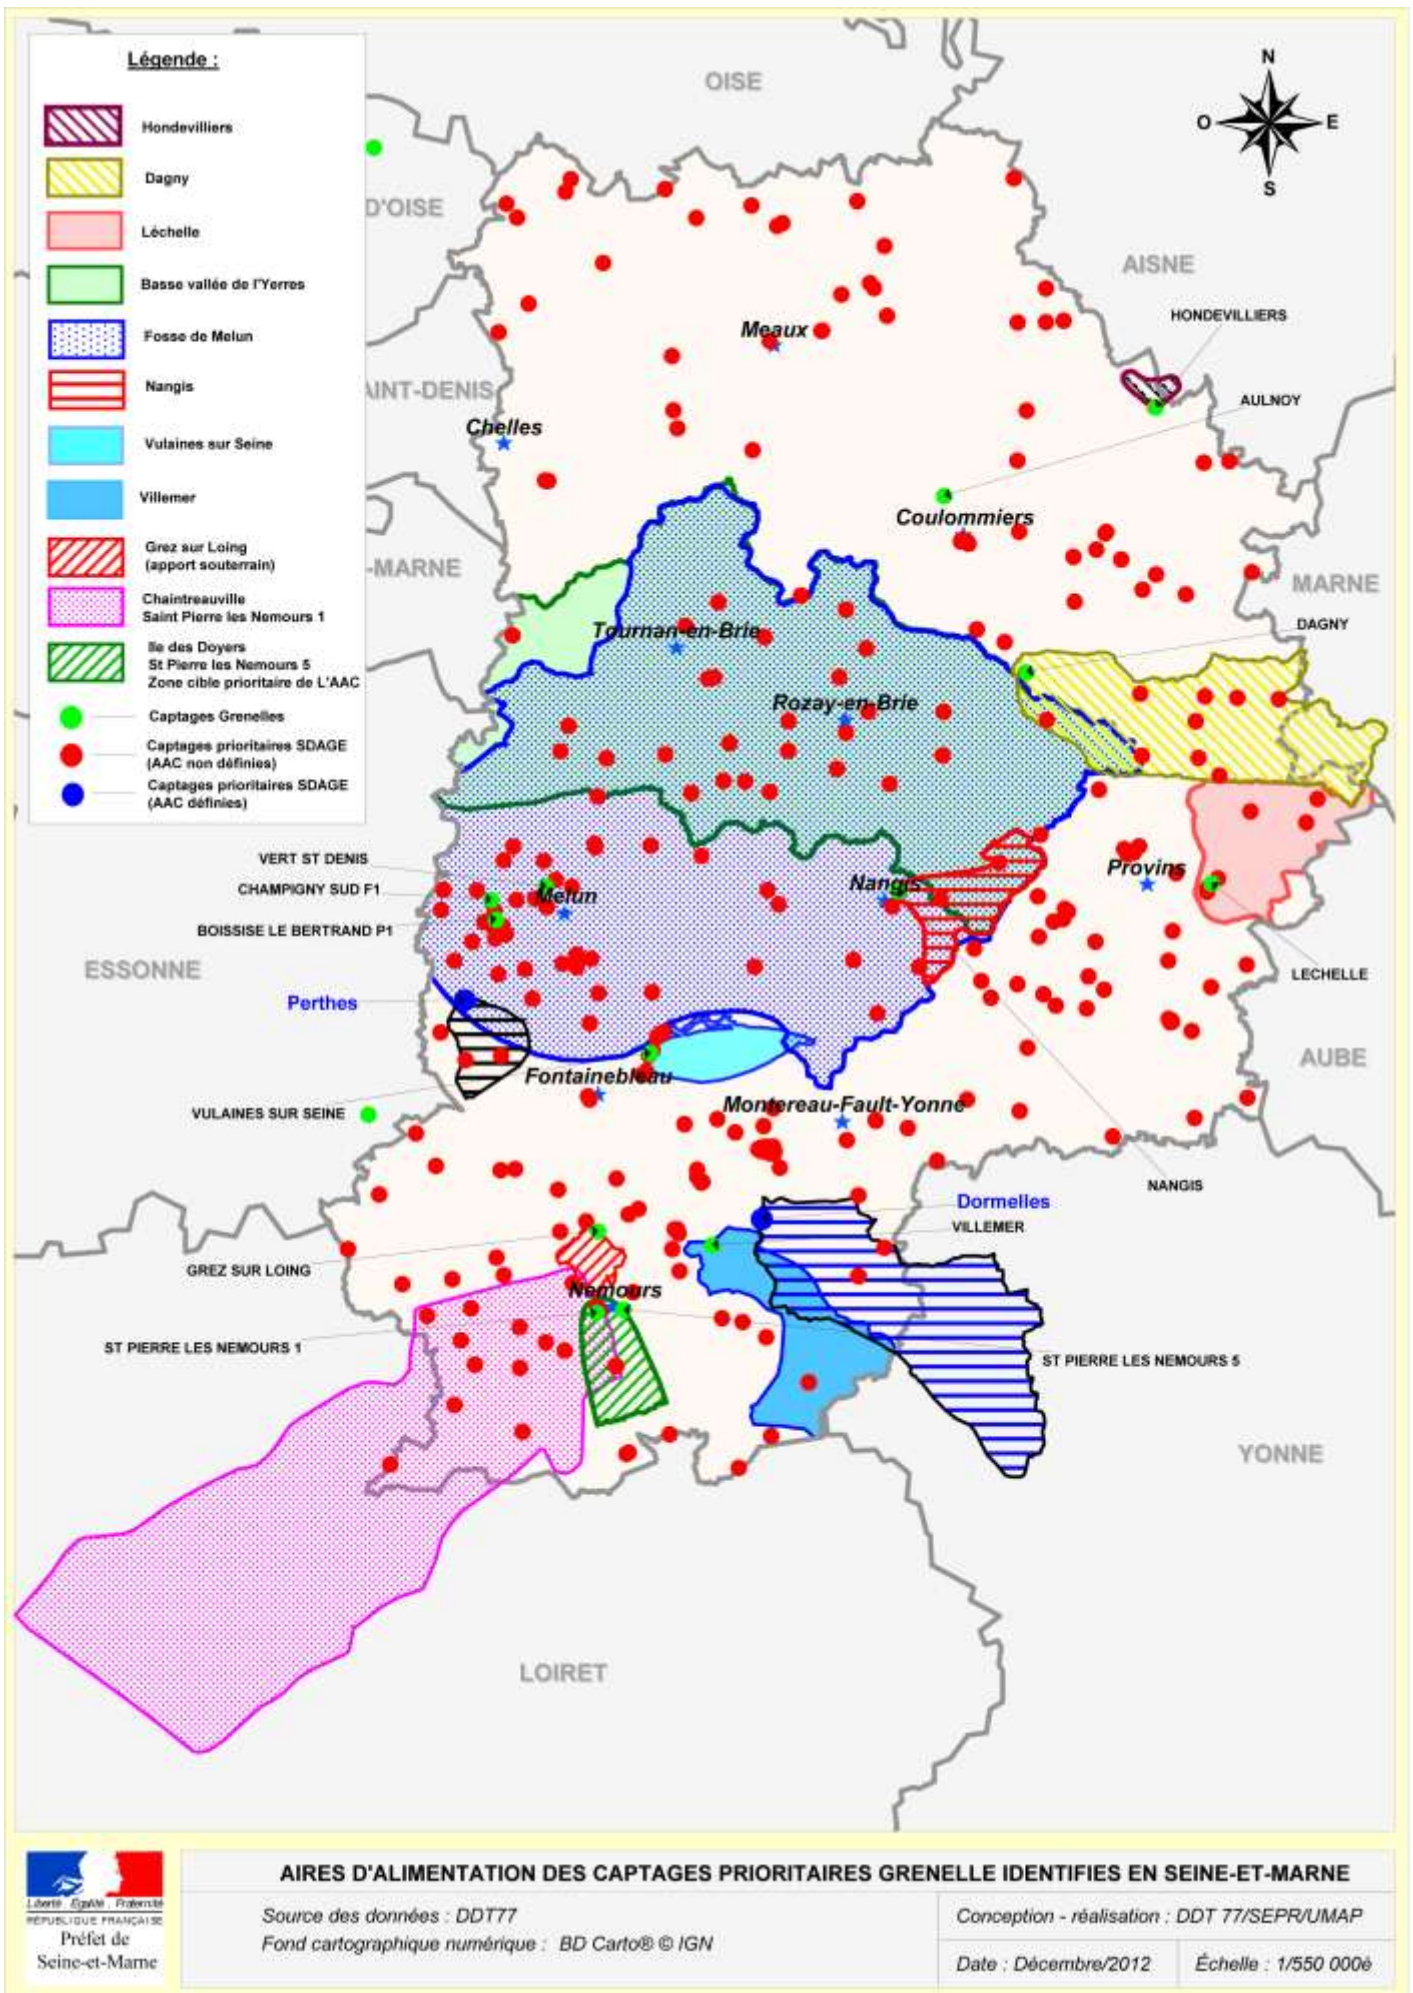 Légende :
Hondevilliers
Dagny
Léchelle
Basse vallée de l'Yerres
Fosse de Melun
Nangis
Vulaines sur Seine
Villemer
Grez sur Loing
(apport souterrain)
Chaintreauville
Saint Pierre les Nemours 1
Ile des Doyers
St Pierre les Nemours 5
Zone cible prioritaire de L'AAC
Captages Grenelles
Captages prioritaires SDAGE
(AAC non définies)
Captages prioritaires SDAGE
(AAC définies)
OISE
N
O
E
S
D'OISE
AISNE
HONDEVILLIERS
Meaux
AINT-DENIS
AULNOY
Chelles
Coulommiers
-MARNE
MARNE
DAGNY
Tournan-en-Brie
Rozay-en-Brie
VERT ST DENIS
Provins
CHAMPIGNY SUD F1
Melun
Nangis
BOISSISE LE BERTRAND P1
ESSONNE
LECHELLE
Perthes
AUBE
Fontainebleau
VULAINES SUR SEINE
Montereau-Fault-Yonne
NANGIS
Dormelles
VILLEMER
GREZ SUR LOING
Nemours
ST PIERRE LES NEMOURS 1
ST PIERRE LES NEMOURS 5
YONNE
LOIRET
Liberté • Égalité • Fraternité
RÉPUBLIQUE FRANÇAISE
Préfet de
Seine-et-Marne
AIRES D'ALIMENTATION DES CAPTAGES PRIORITAIRES GRENELLE IDENTIFIES EN SEINE-ET-MARNE
Source des données : DDT77
Fond cartographique numérique : BD Carto® © IGN
Conception - réalisation : DDT 77/SEPR/UMAP
Date : Décembre/2012
Échelle : 1/550 000è